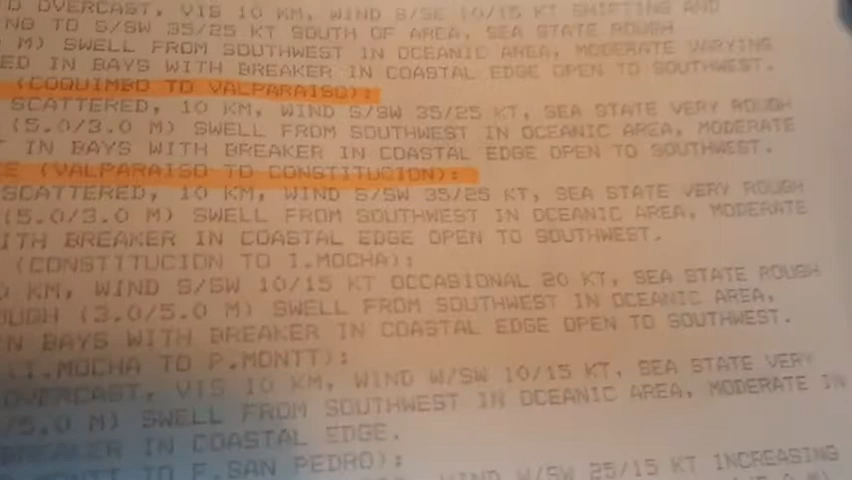 D OVERCAST, VIS 10 KM, WIND S/SE 10/15 KT SHIFTING AND
NG TO S/SW 35/25 KT SOUTH OF AREA, SEA STATE ROUGH
M) SWELL FROM SOUTHWEST IN OCEANIC AREA, MODERATE VARYING
ED IN BAYS WITH BREAKER IN COASTAL EDGE OPEN TO SOUTHWEST.
(COQUIMBO TO VALPARAISO):
SCATTERED, 10 KM, WIND S/SW 35/25 KT, SEA STATE VERY ROUGH
(5.0/3.0 M) SWELL FROM SOUTHWEST IN OCEANIC AREA, MODERATE
IN BAYS WITH BREAKER IN COASTAL EDGE OPEN TO SOUTHWEST.
E (VALPARAISO TO CONSTITUCION):
SCATTERED, 10 KM, WIND S/SW 35/25 KT, SEA STATE VERY ROUGH
(5.0/3.0 M) SWELL FROM SOUTHWEST IN OCEANIC AREA, MODERATE
ITH BREAKER IN COASTAL EDGE OPEN TO SOUTHWEST.
(CONSTITUCION TO I.MOCHA):
KM, WIND S/SW 10/15 KT OCCASIONAL 20 KT, SEA STATE ROUGH
OUGH (3.0/5.0 M) SWELL FROM SOUTHWEST IN OCEANIC AREA,
N BAYS WITH BREAKER IN COASTAL EDGE OPEN TO SOUTHWEST.
(I.MOCHA TO P.MONTT):
OVERCAST, VIS 10 KM, WIND W/SW 10/15 KT, SEA STATE VERY
/5.0 M) SWELL FROM SOUTHWEST IN OCEANIC AREA, MODERATE IN
BREAKER IN COASTAL EDGE.
MONTT TO F.SAN PEDRO):
WIND W/SW 25/15 KT INCREASING